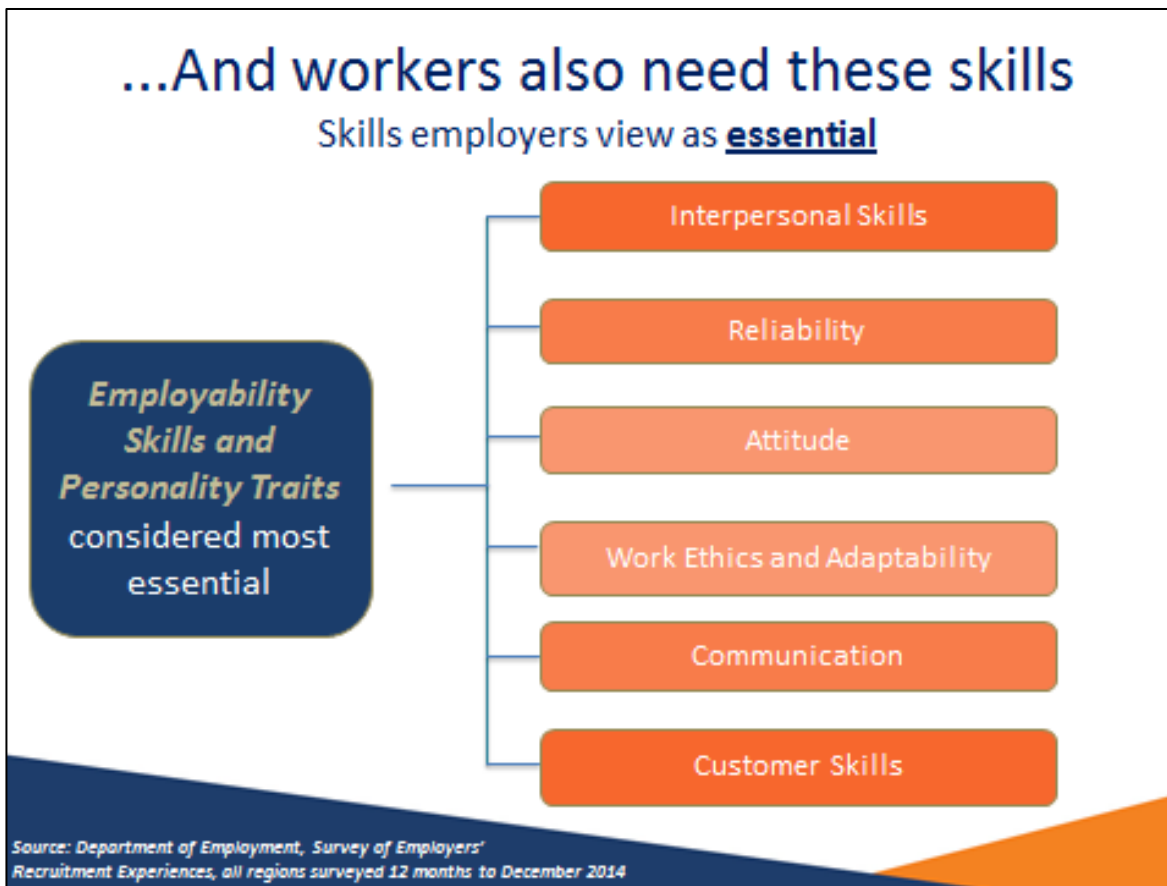 ...And workers also need these skills
Skills employers view as essential
Employability
Skills and
Personality Traits
considered most
essential
Interpersonal Skills
Reliability
Attitude
Work Ethics and Adaptability
Communication
Customer Skills
Source: Department of Employment, Survey of Employers'
Recruitment Experiences, all regions surveyed 12 months to December 2014